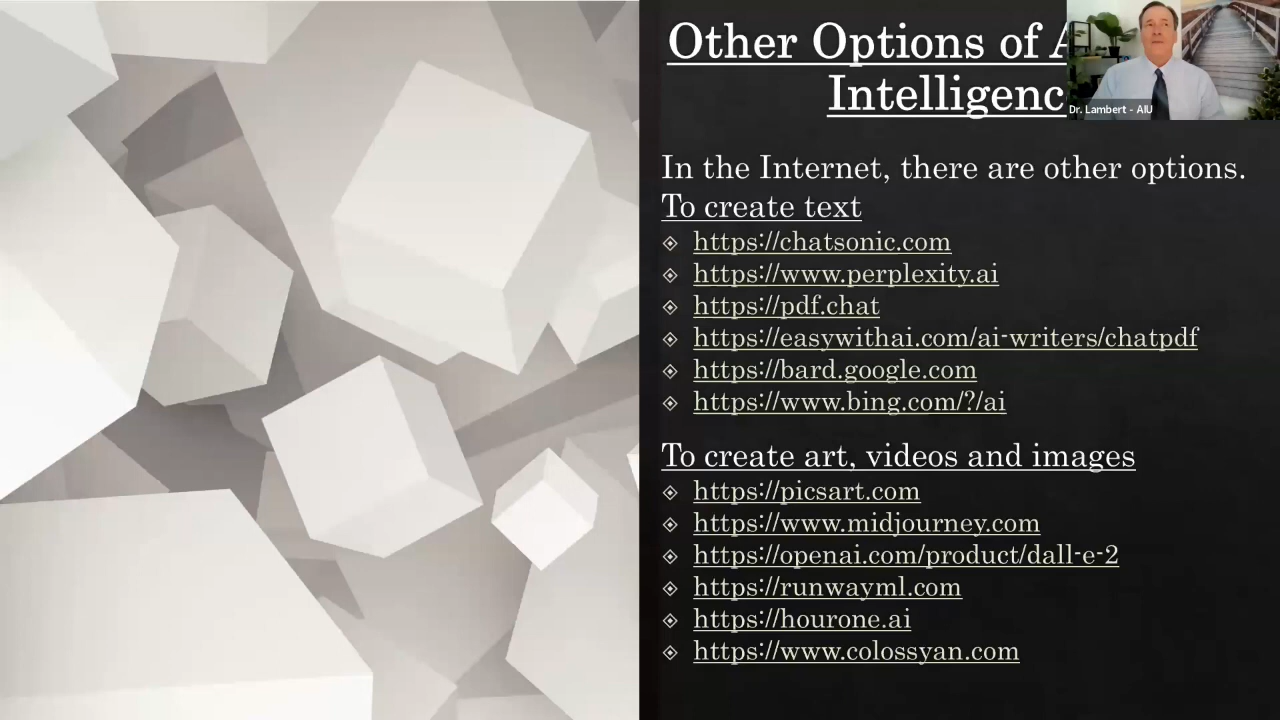 Other Options of A
Intelligenc
Dr. Lambert - AIU
In the Internet, there are other options.
To create text
https://chatsonic.com
https://www.perplexity.ai
https://pdf.chat
https://easywithai.com/ai-writers/chatpdf
https://bard.google.com
https://www.bing.com/?/ai
To create art, videos and images
https://picsart.com
https://www.midjourney.com
https://openai.com/product/dall-e-2
https://runwayml.com
https://hourone.ai
https://www.colossyan.com